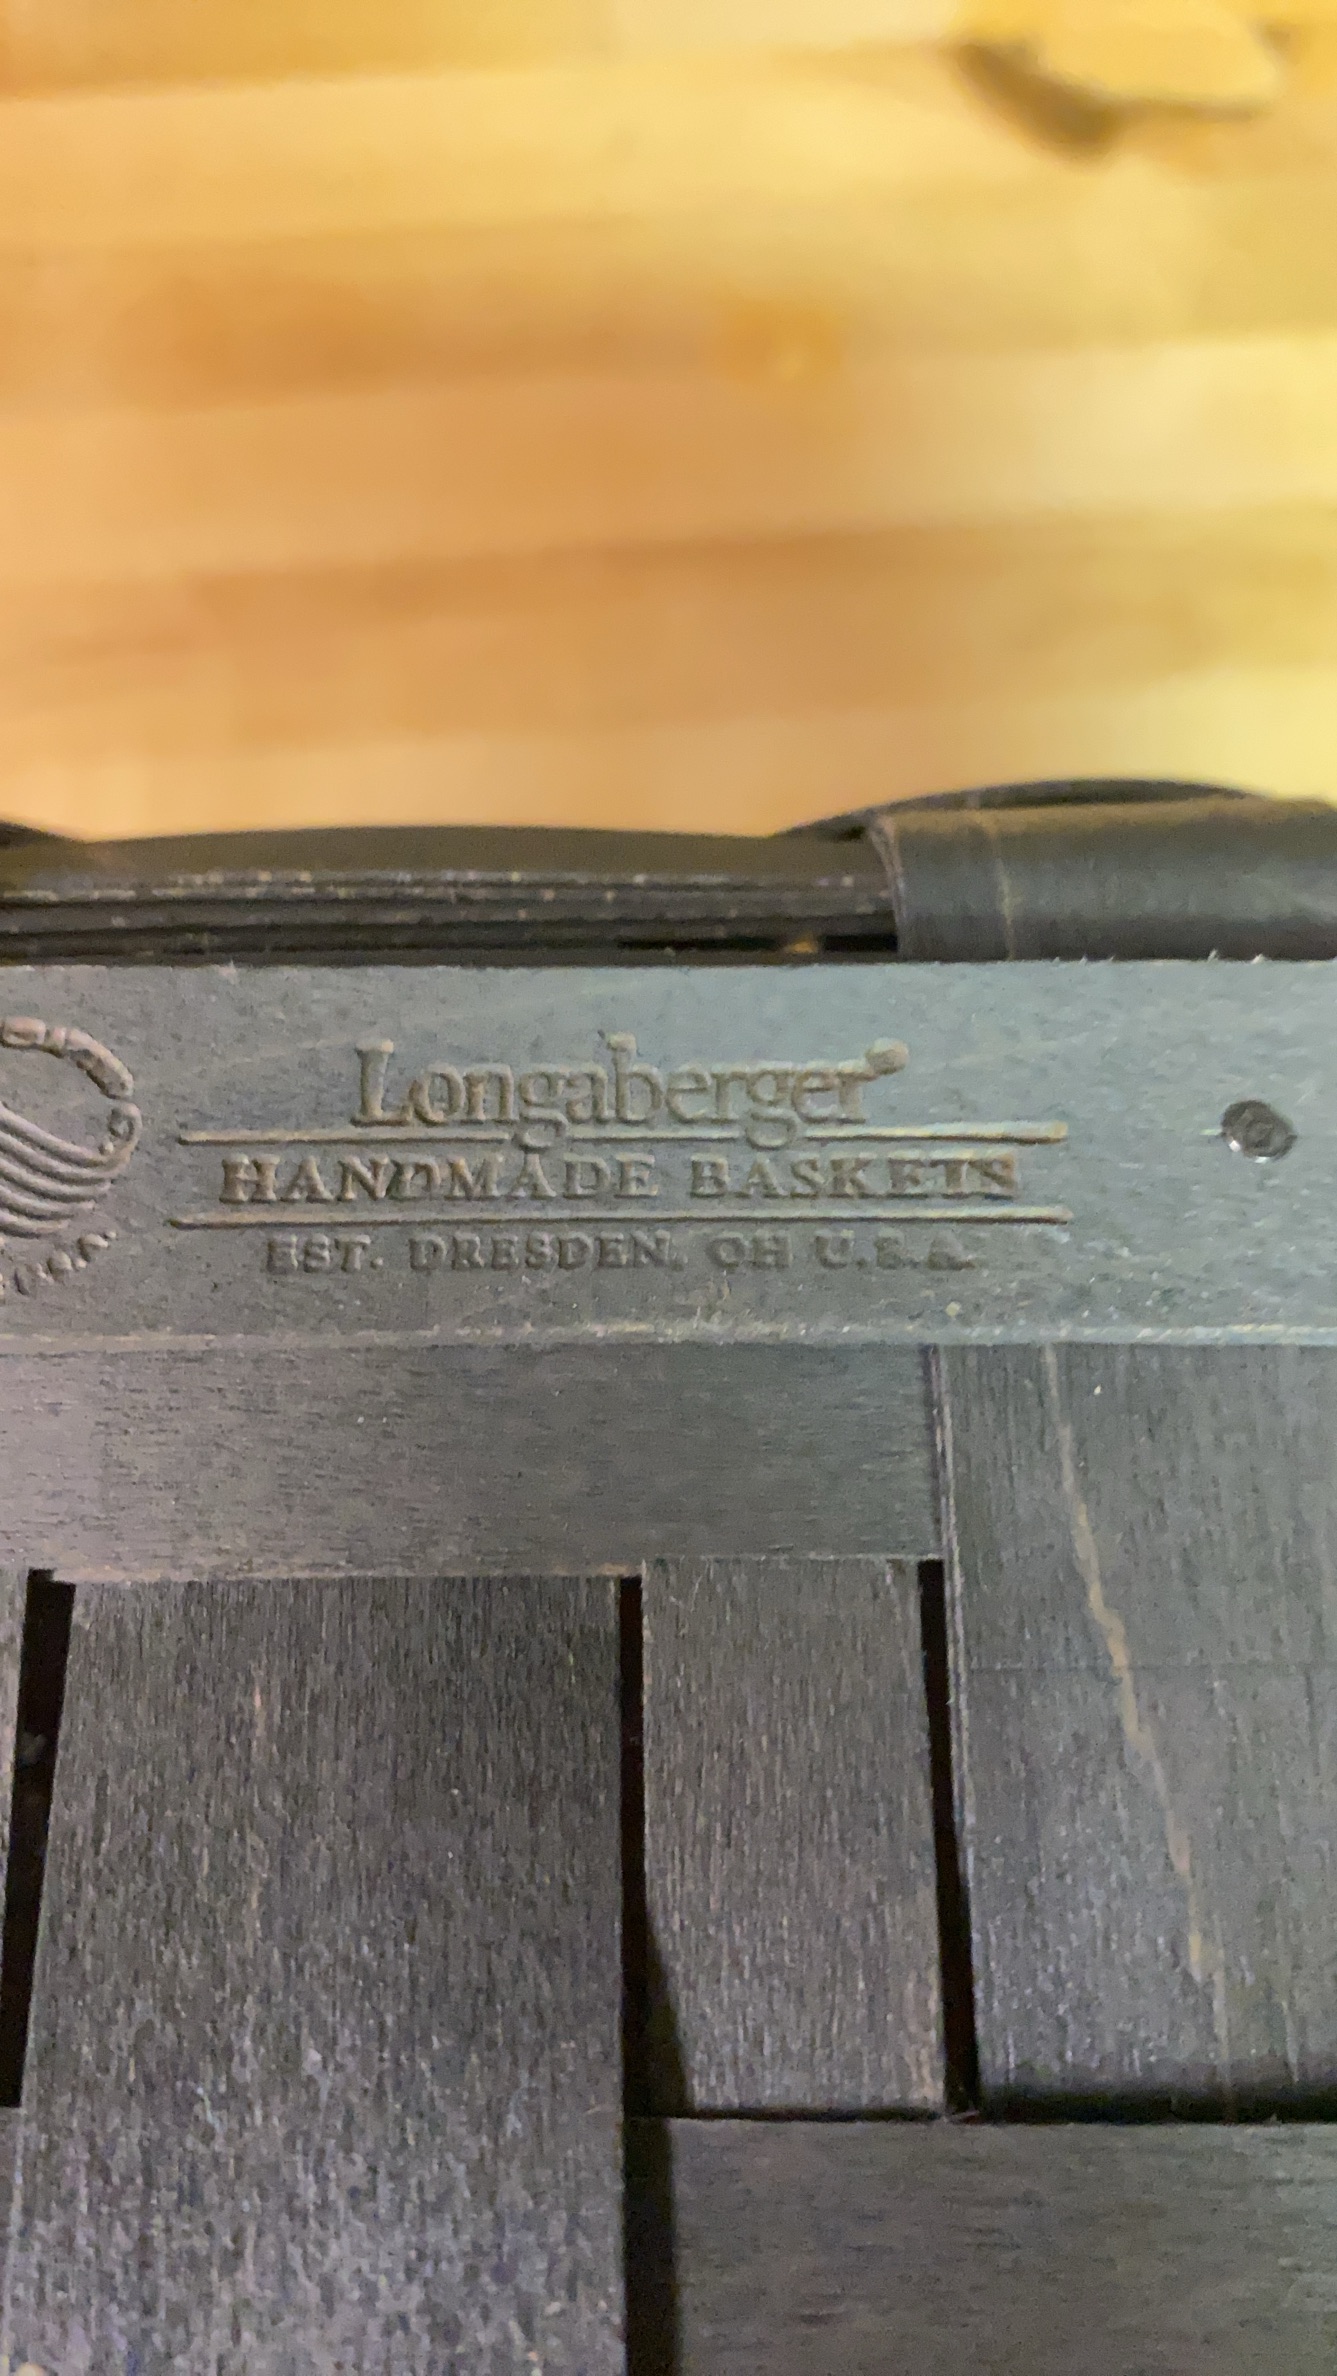 Longaberger®
HANDMADE BASKETS
EST. DRESDEN, OH U.S.A.